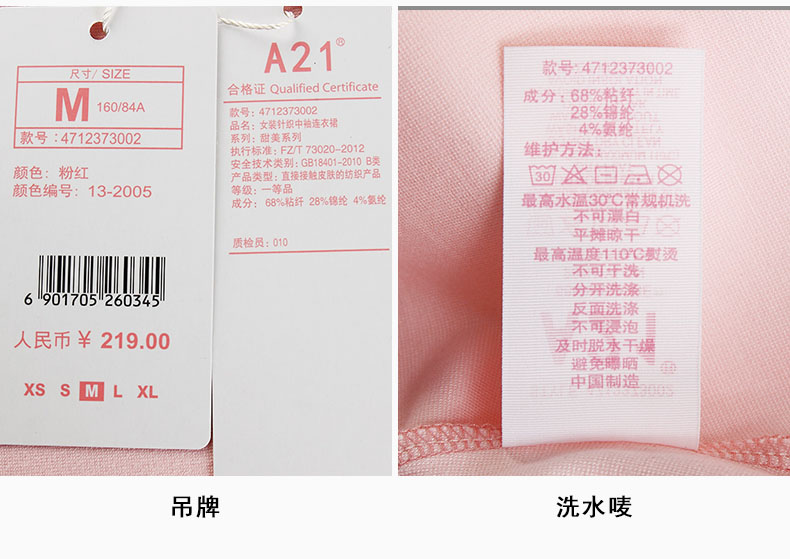 尺寸/ SIZE
M 160/84A
款号: 4712373002
颜色: 粉红
颜色编号: 13-2005
6 901705 260345
人民币 ¥ 219.00
XS S M L XL
A21®
合格证 Qualified Certificate
款号: 4712373002
品名: 女装针织中袖连衣裙
系列: 甜美系列
执行标准: FZ/T 73020-2012
安全技术类别: GB18401-2010 B类
产品类型: 直接接触皮肤的纺织产品
等级: 一等品
成分: 68%粘纤 28%锦纶 4%氨纶
质检员: 010
款号: 4712373002
成分: 68%粘纤
28%锦纶
4%氨纶
维护方法:
30
最高水温30℃常规机洗
不可漂白
平摊晾干
最高温度110℃熨烫
不可干洗
分开洗涤
反面洗涤
不可浸泡
及时脱水干燥
避免曝晒
中国制造
吊牌
洗水唛